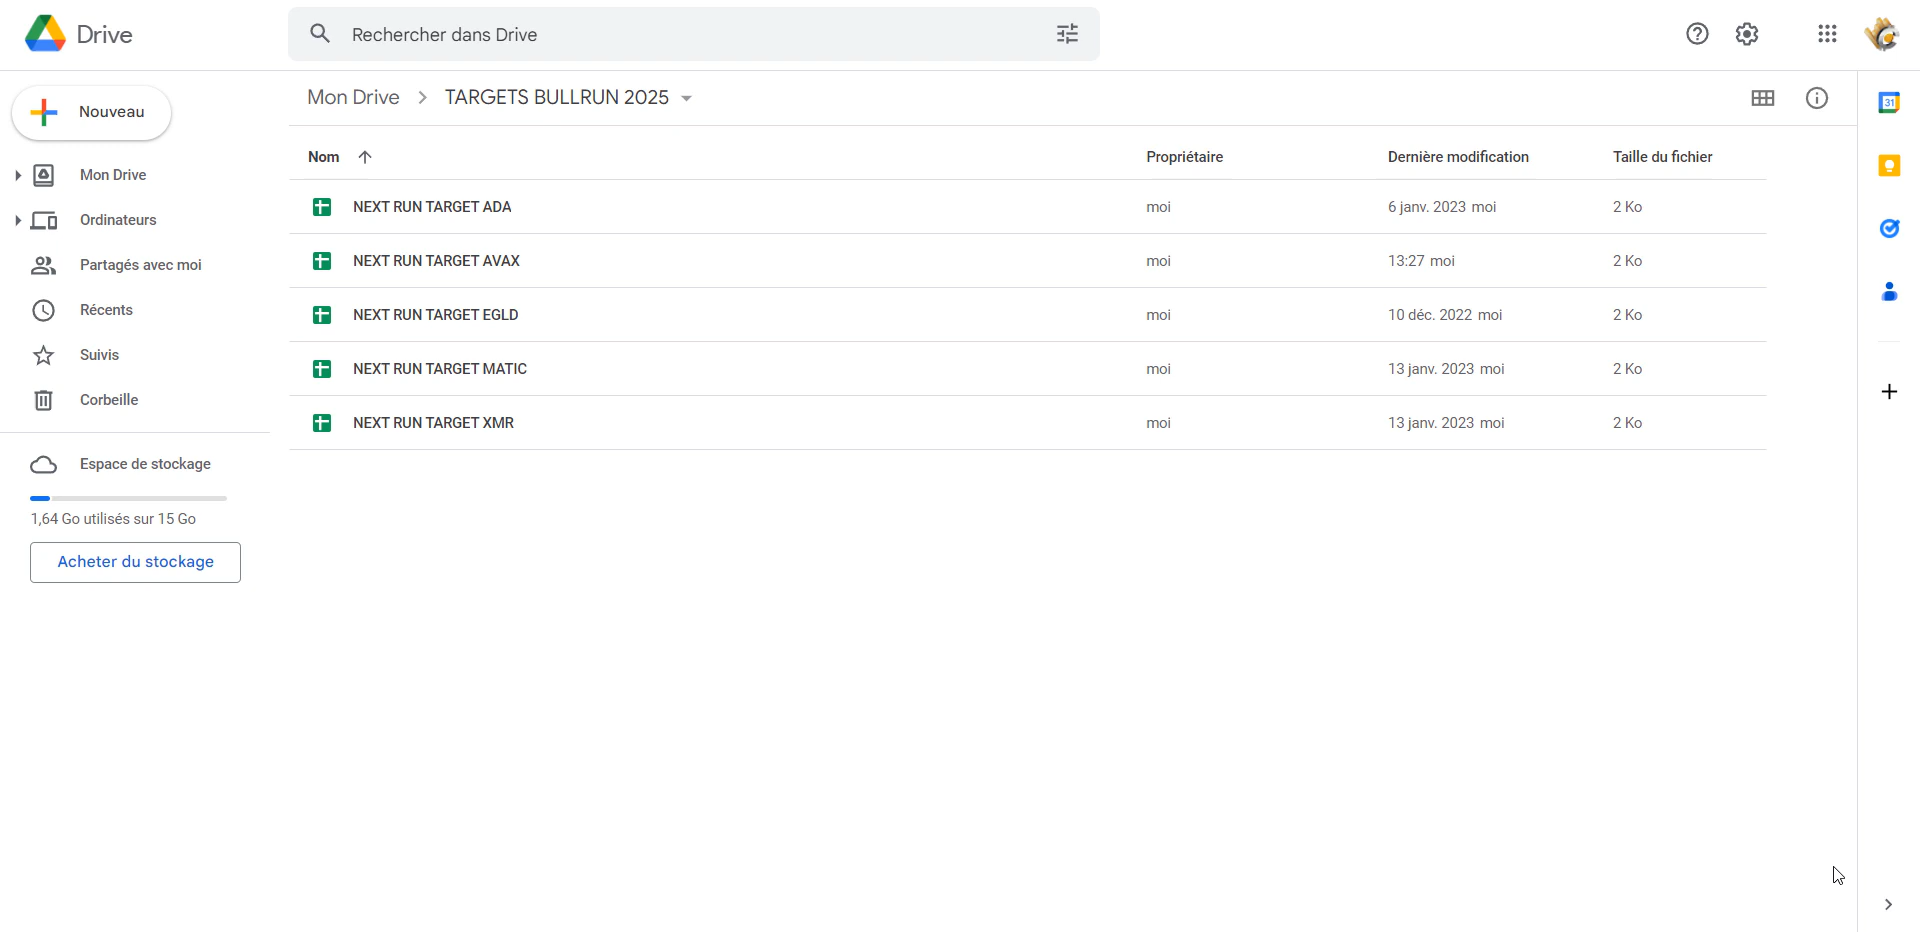 Drive
Rechercher dans Drive
Nouveau
Mon Drive
Ordinateurs
Partagés avec moi
Récents
Suivis
Corbeille
Espace de stockage
1,64 Go utilisés sur 15 Go
Acheter du stockage
Mon Drive > TARGETS BULLRUN 2025
Nom Propriétaire Dernière modification Taille du fichier
NEXT RUN TARGET ADA moi 6 janv. 2023 moi 2 Ko
NEXT RUN TARGET AVAX moi 13:27 moi 2 Ko
NEXT RUN TARGET EGLD moi 10 déc. 2022 moi 2 Ko
NEXT RUN TARGET MATIC moi 13 janv. 2023 moi 2 Ko
NEXT RUN TARGET XMR moi 13 janv. 2023 moi 2 Ko
31